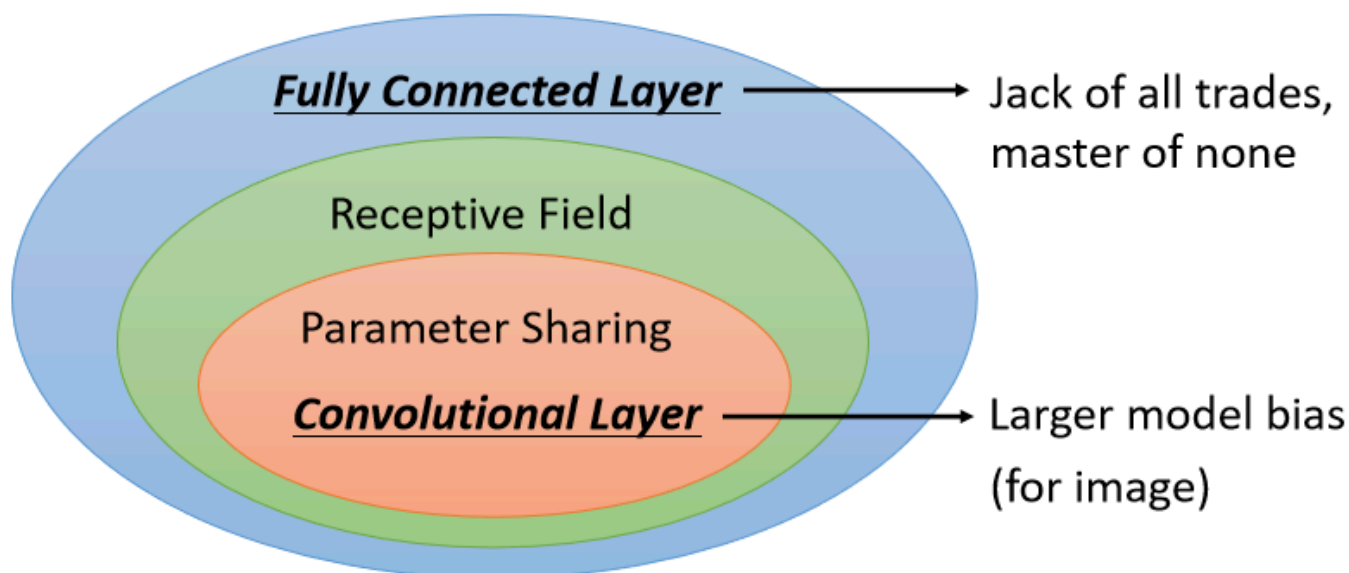 Fully Connected Layer
Jack of all trades,
master of none
Receptive Field
Parameter Sharing
Convolutional Layer
Larger model bias
(for image)